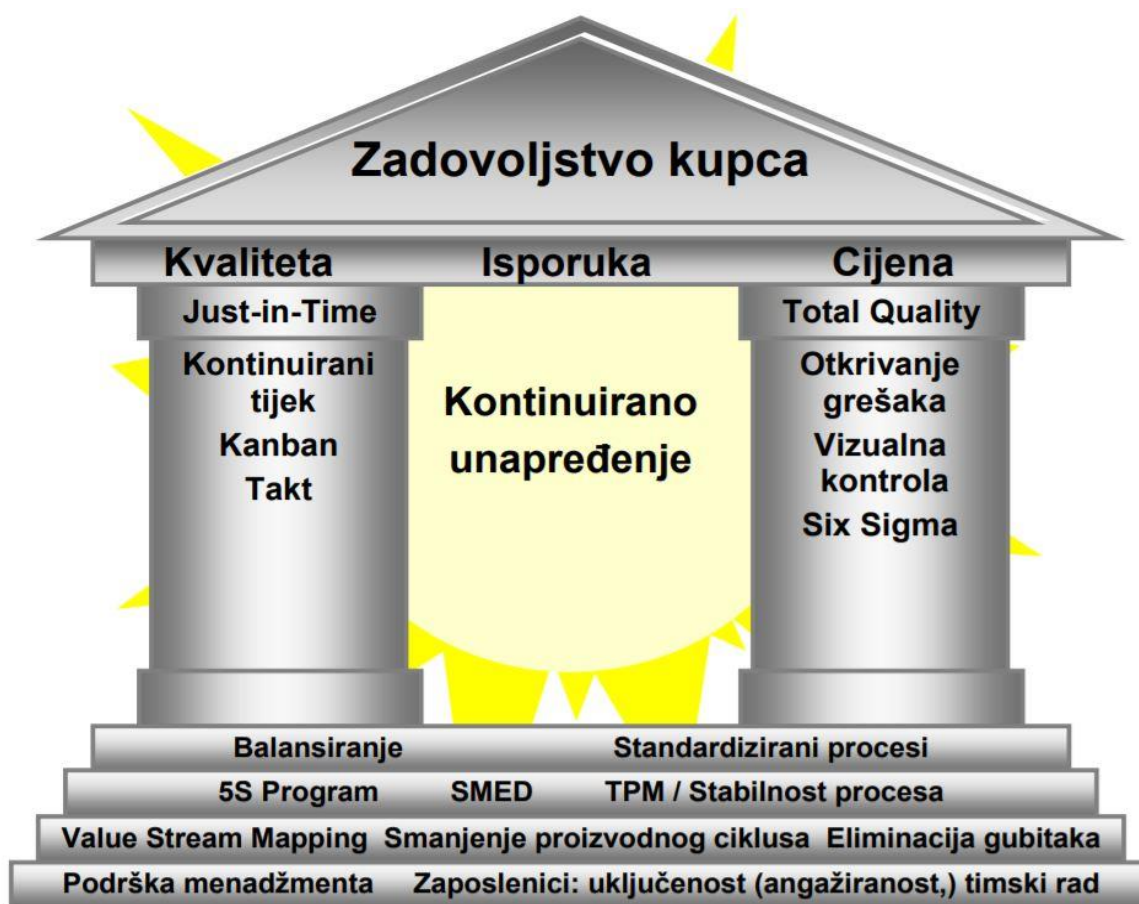 Zadovoljstvo kupca
Kvaliteta Isporuka Cijena
Just-in-Time
Kontinuirani
tijek
Kanban
Takt
Kontinuirano
unapređenje
Total Quality
Otkrivanje
grešaka
Vizualna
kontrola
Six Sigma
Balansiranje Standardizirani procesi
5S Program SMED TPM / Stabilnost procesa
Value Stream Mapping Smanjenje proizvodnog ciklusa Eliminacija gubitaka
Podrška menadžmenta Zaposlenici: uključenost (angažiranost,) timski rad